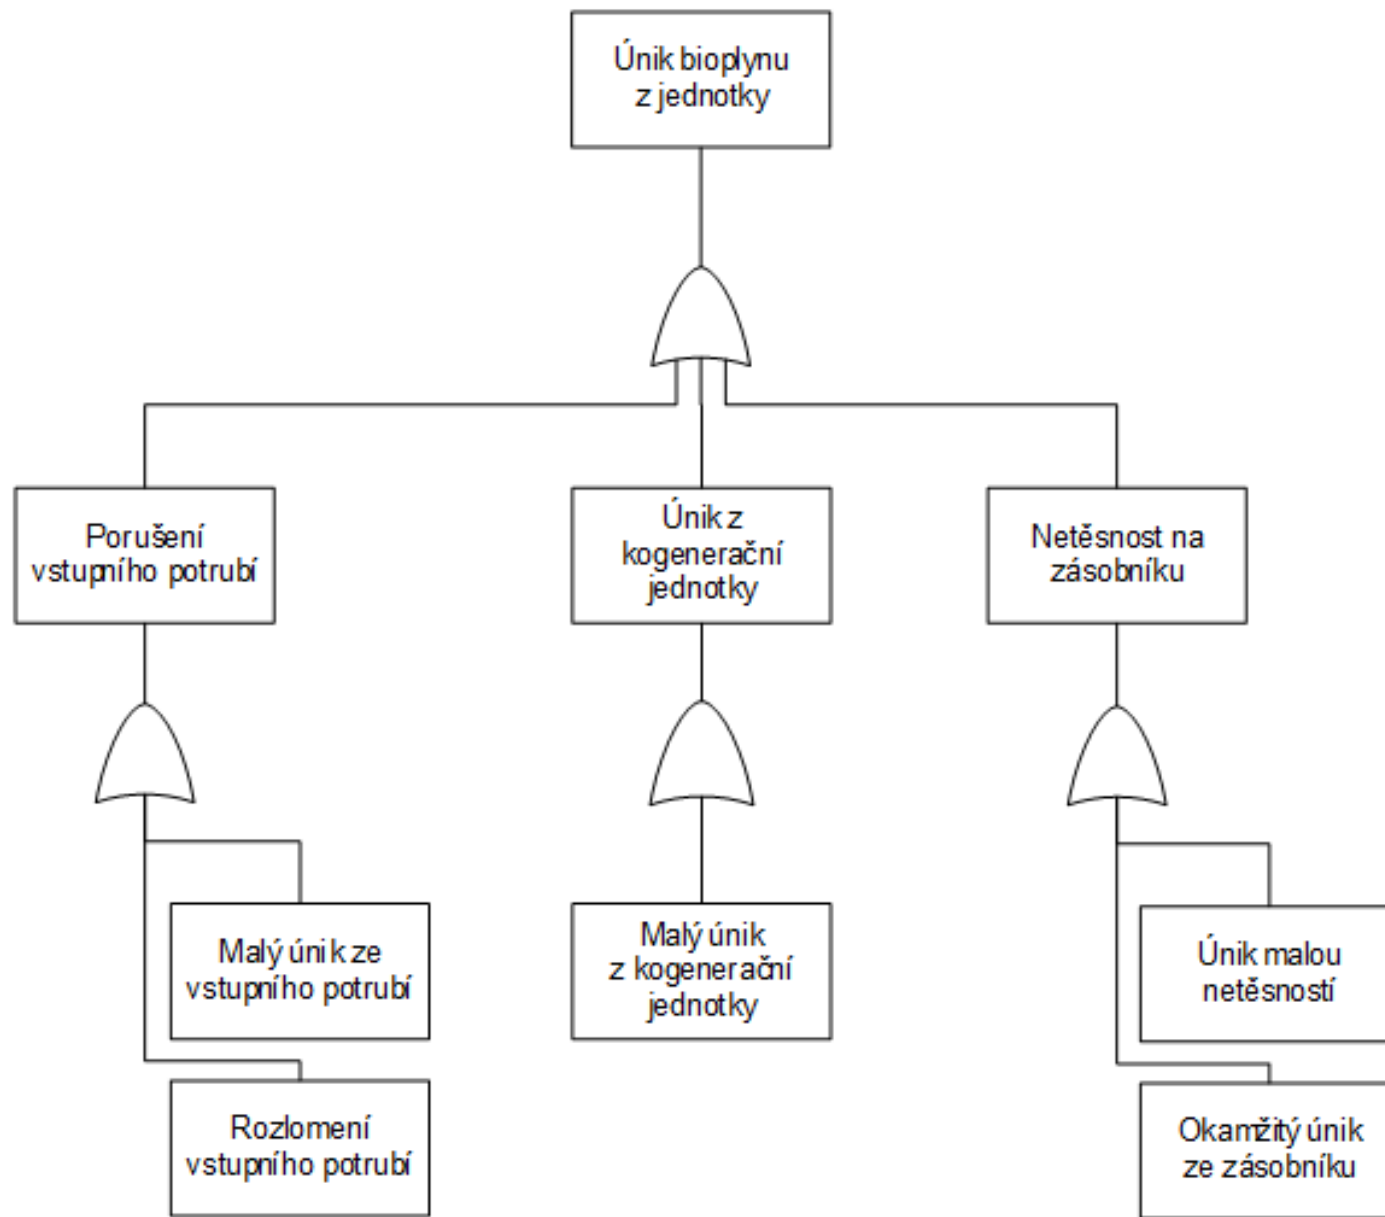 Únik bioplynu
z jednotky
Porušení
vstupního potrubí
Únik z
kogenerační
jednotky
Netěsnost na
zásobníku
Malý únik ze
vstupního potrubí
Malý únik
z kogenerační
jednotky
Únik malou
netěsností
Rozlomení
vstupního potrubí
Okamžitý únik
ze zásobníku